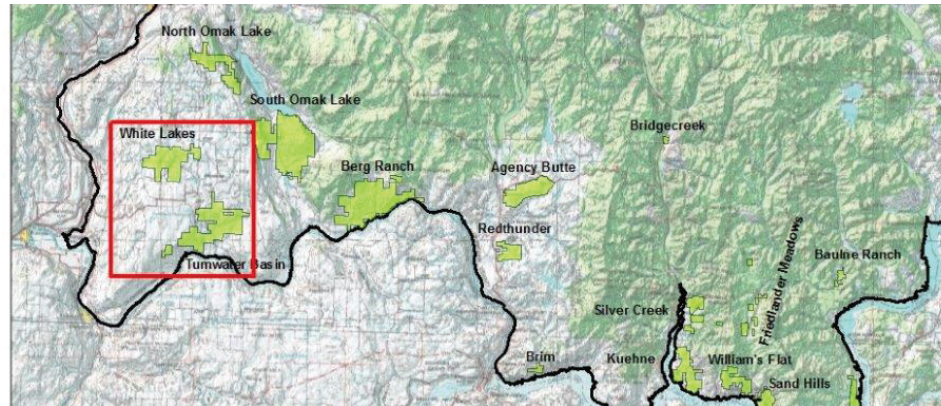 North Omak Lake
South Omak Lake
White Lakes
Bridgecreek
Berg Ranch
Agency Butte
Redthunder
Tumwater Basin
Friedlander Meadows
Baulne Ranch
Silver Creek
Brim
Kuehne
William's Flat
Sand Hills